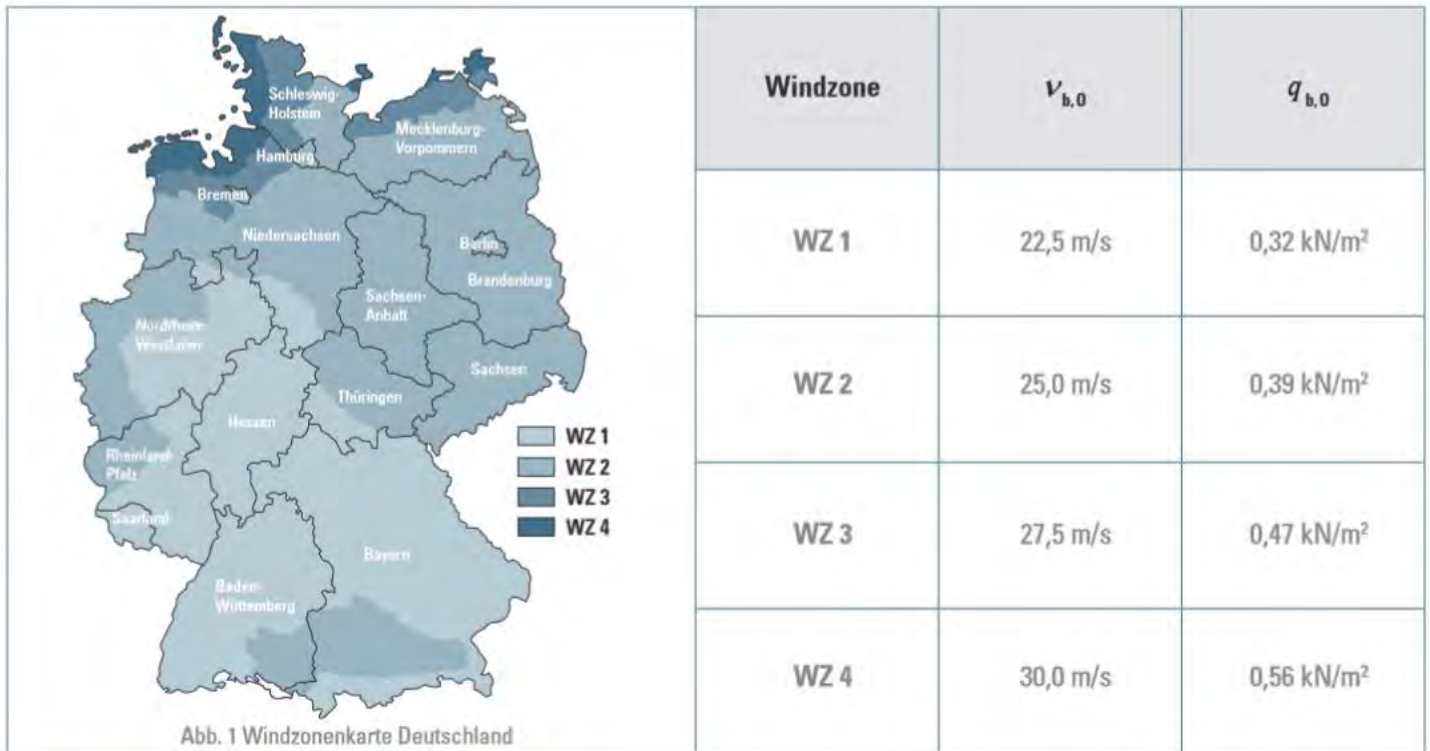 Schleswig-
Holstein
Mecklenburg-
Vorpommern
Hamburg
Bremen
Niedersachsen
Berlin
Brandenburg
Sachsen-
Anhalt
Nordrhein-
Westfalen
Sachsen
Thüringen
Hessen
Rheinland-
Pfalz
Saarland
Bayern
Baden-
Württemberg
WZ 1
WZ 2
WZ 3
WZ 4
Abb. 1 Windzonenkarte Deutschland
Windzone v b,0 q b,0
WZ 1 22,5 m/s 0,32 kN/m²
WZ 2 25,0 m/s 0,39 kN/m²
WZ 3 27,5 m/s 0,47 kN/m²
WZ 4 30,0 m/s 0,56 kN/m²